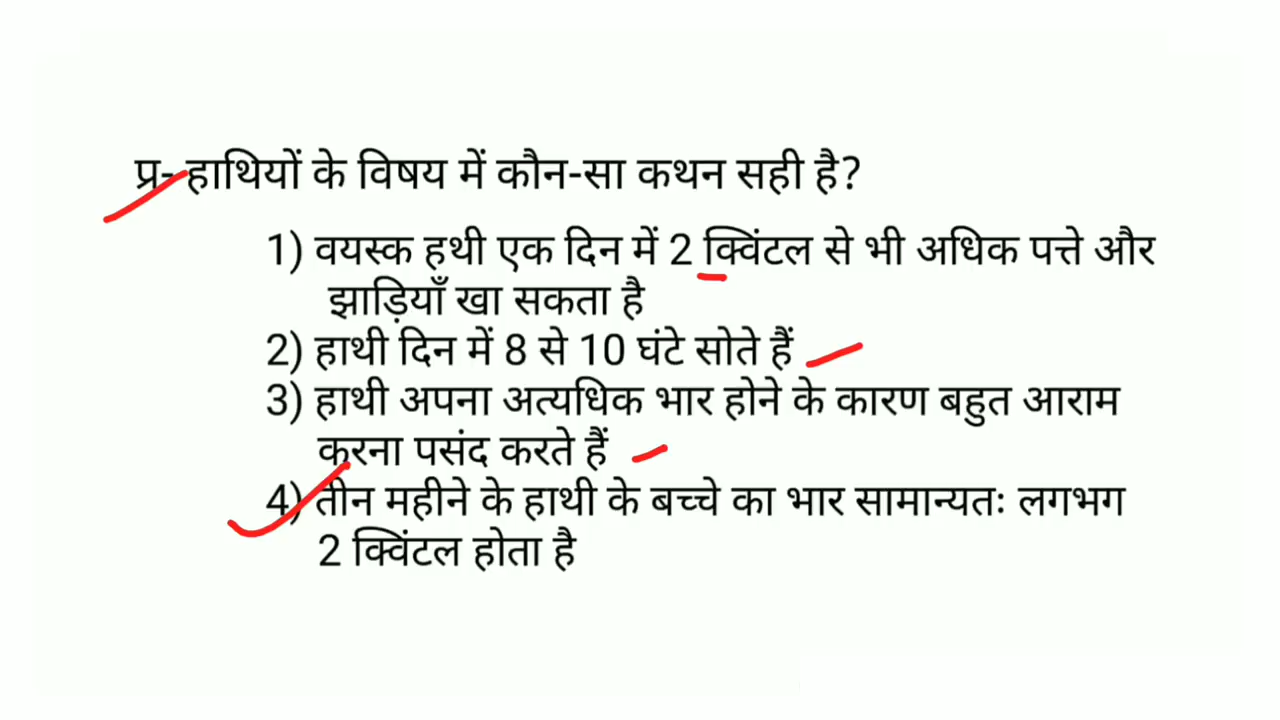 प्र- हाथियों के विषय में कौन-सा कथन सही है?
1) वयस्क हथी एक दिन में 2 क्विंटल से भी अधिक पत्ते और
झाड़ियाँ खा सकता है
2) हाथी दिन में 8 से 10 घंटे सोते हैं
3) हाथी अपना अत्यधिक भार होने के कारण बहुत आराम
करना पसंद करते हैं
4) तीन महीने के हाथी के बच्चे का भार सामान्यतः लगभग
2 क्विंटल होता है